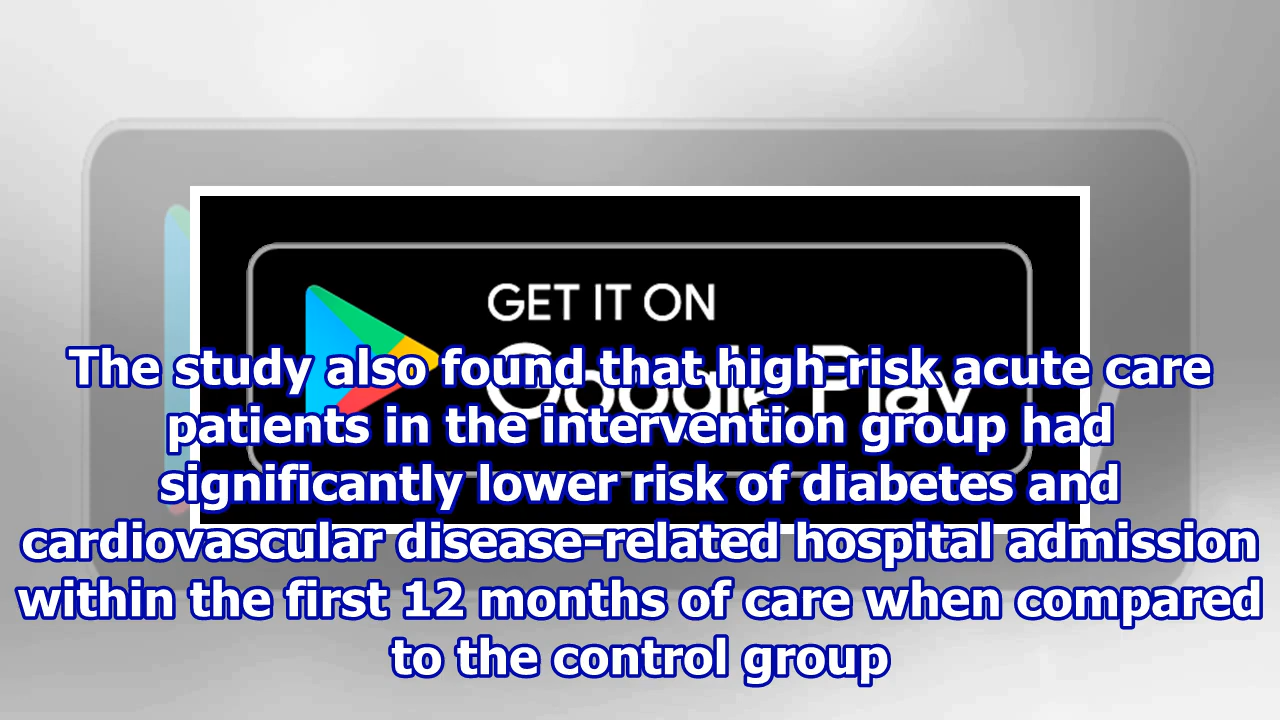 GET IT ON
Google Play
The study also found that high-risk acute care
patients in the intervention group had
significantly lower risk of diabetes and
cardiovascular disease-related hospital admission
within the first 12 months of care when compared
to the control group